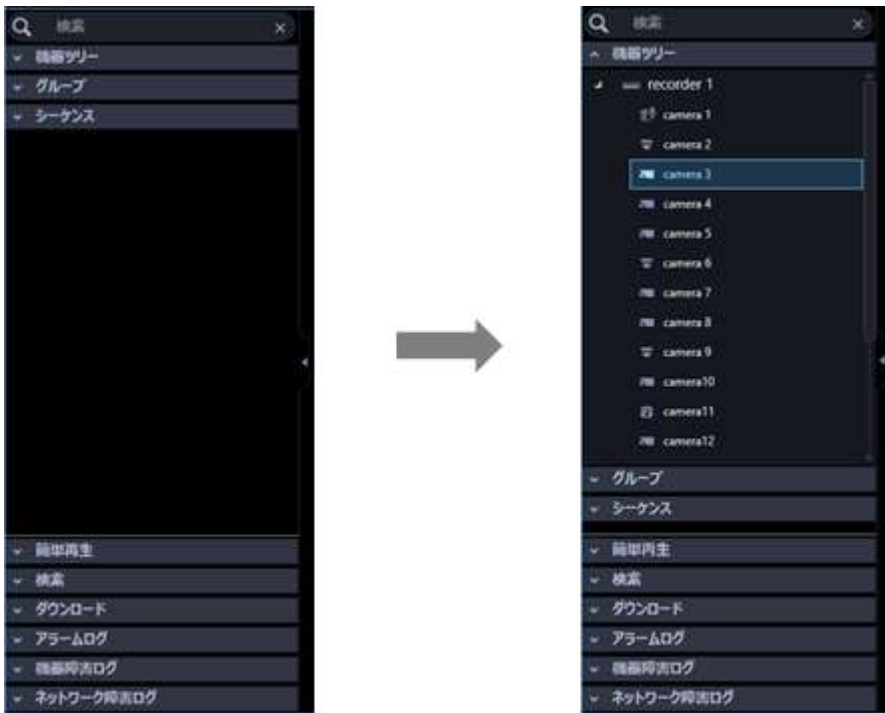 検索
機器ツリー
グループ
シーケンス
簡単再生
検索
ダウンロード
アラームログ
機器障害ログ
ネットワーク障害ログ
検索
機器ツリー
recorder 1
camera 1
camera 2
camera 3
camera 4
camera 5
camera 6
camera 7
camera 8
camera 9
camera10
camera11
camera12
グループ
シーケンス
簡単再生
検索
ダウンロード
アラームログ
機器障害ログ
ネットワーク障害ログ